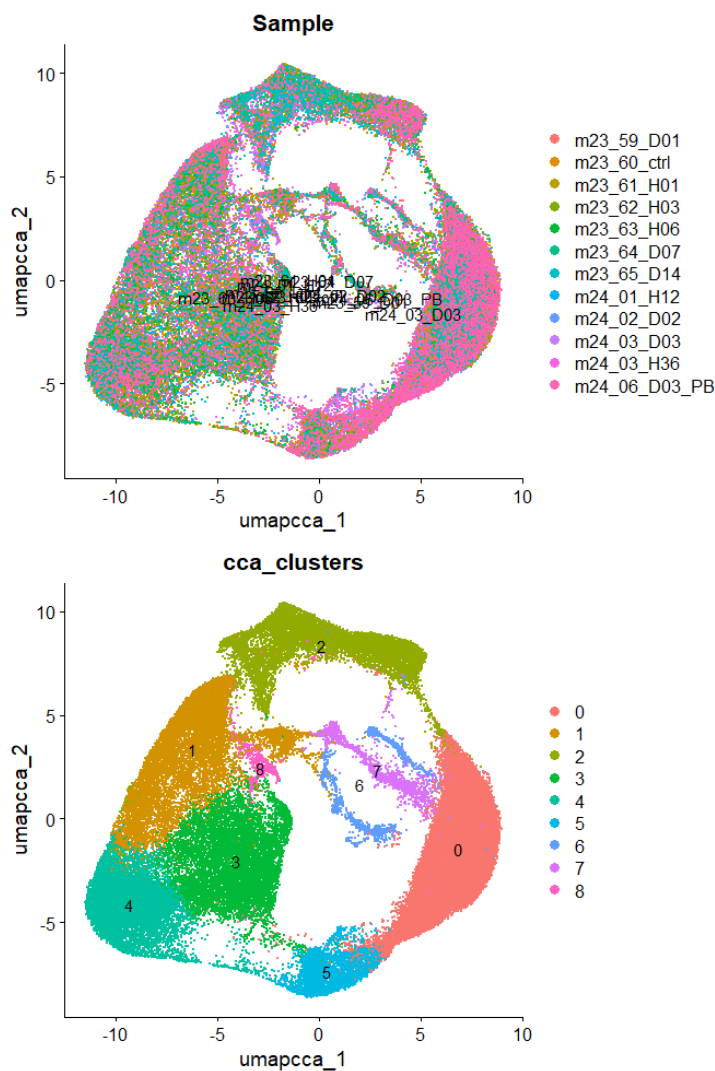 Sample
10
5
0
-5
umapcca_2
-10
-5
0
5
10
umapcca_1
m24_03_D03
m23_59_D01
m23_60_ctrl
m23_61_H01
m23_62_H03
m23_63_H06
m23_64_D07
m23_65_D14
m24_01_H12
m24_02_D02
m24_03_D03
m24_03_H36
m24_06_D03_PB
cca_clusters
10
5
0
-5
umapcca_2
2
1
8
7
6
3
0
4
5
-10
-5
0
5
10
umapcca_1
0
1
2
3
4
5
6
7
8